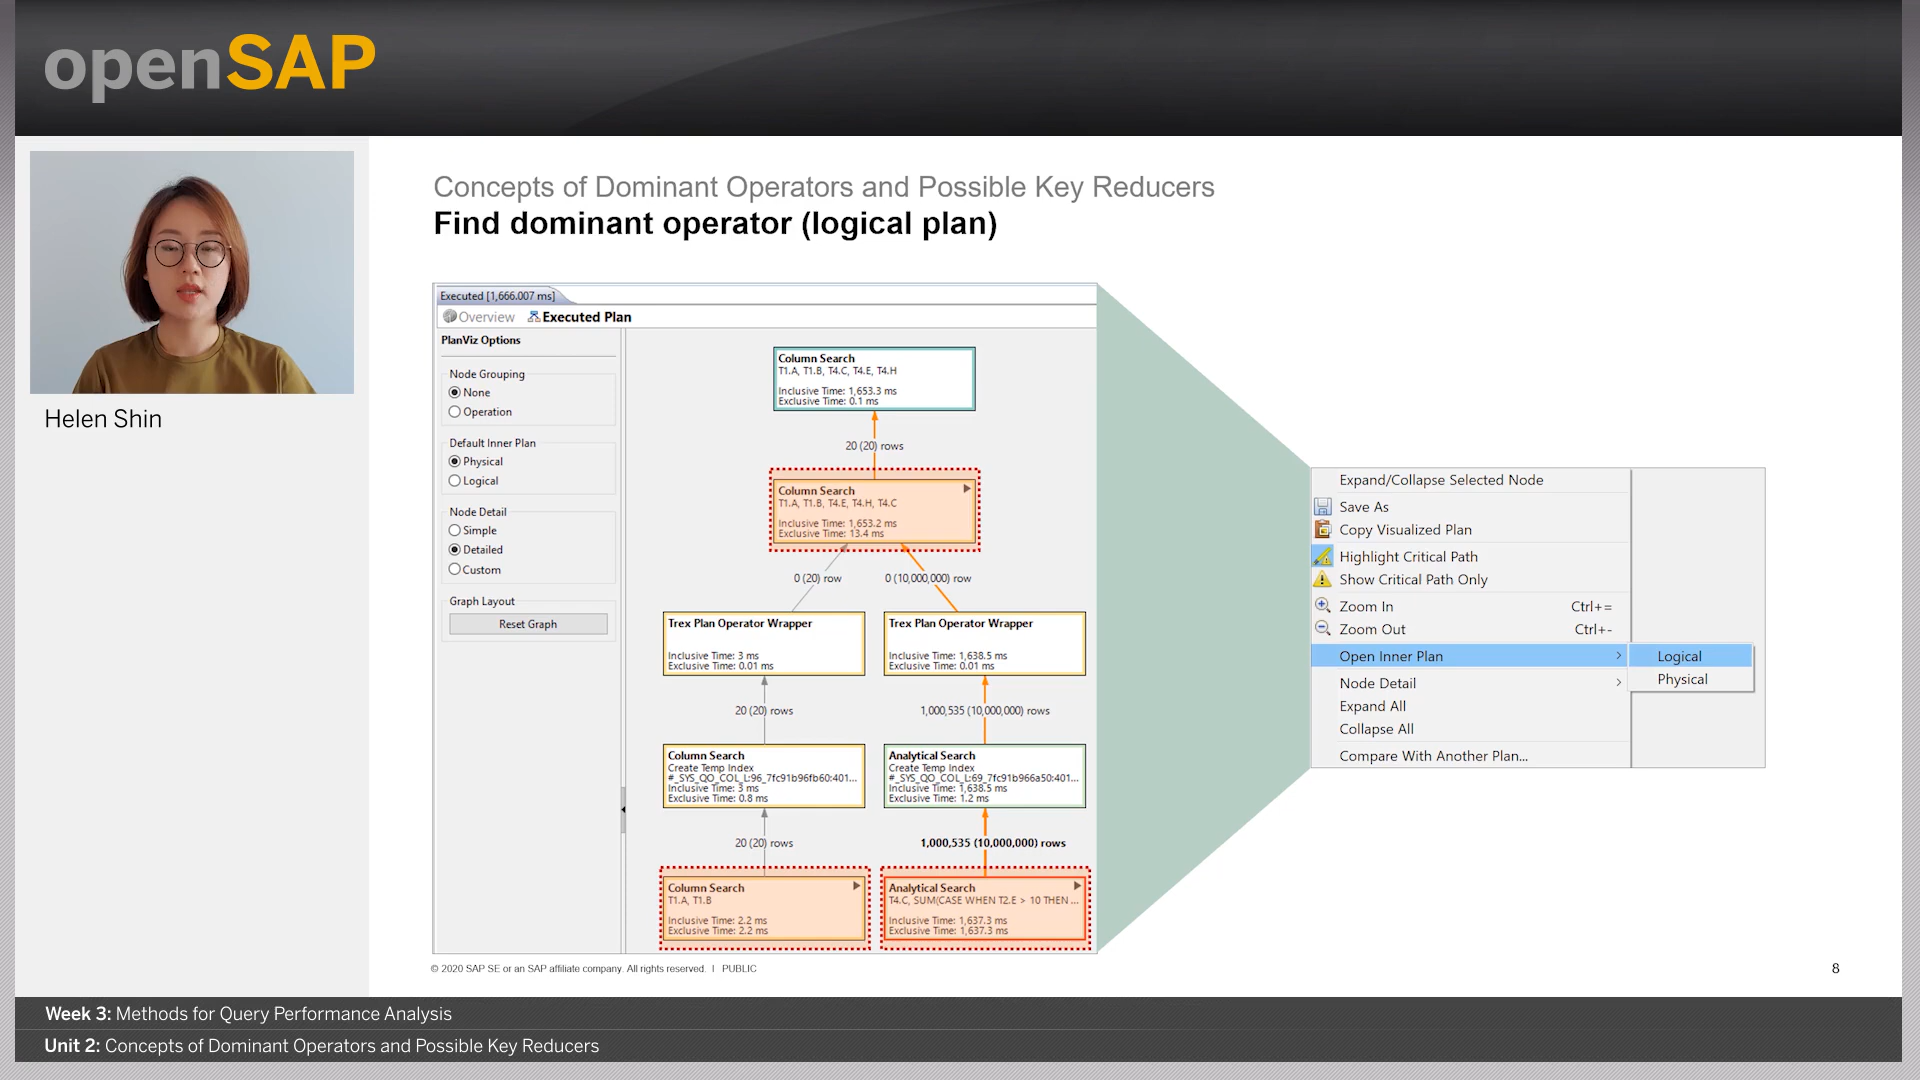 openSAP
Helen Shin
Concepts of Dominant Operators and Possible Key Reducers
Find dominant operator (logical plan)
Executed [1,666.007 ms]
Overview Executed Plan
PlanViz Options
Node Grouping
None
Operation
Default Inner Plan
Physical
Logical
Node Detail
Simple
Detailed
Custom
Graph Layout
Reset Graph
Column Search
T1.A, T1.B, T4.C, T4.E, T4.H
Inclusive Time: 1,653.3 ms
Exclusive Time: 0.1 ms
20 (20) rows
Column Search
T1.A, T1.B, T4.E, T4.H, T4.C
Inclusive Time: 1,653.2 ms
Exclusive Time: 13.4 ms
0 (20) row
0 (10,000,000) row
Trex Plan Operator Wrapper
Inclusive Time: 3 ms
Exclusive Time: 0.01 ms
Trex Plan Operator Wrapper
Inclusive Time: 1,638.5 ms
Exclusive Time: 0.01 ms
20 (20) rows
1,000,535 (10,000,000) rows
Column Search
Create Temp Index
#_SYS_QO_COL_L:96_7fc91b96fb60:401...
Inclusive Time: 3 ms
Exclusive Time: 0.8 ms
Analytical Search
Create Temp Index
#_SYS_QO_COL_L:69_7fc91b966a50:401...
Inclusive Time: 1,638.5 ms
Exclusive Time: 1.2 ms
20 (20) rows
1,000,535 (10,000,000) rows
Column Search
T1.A, T1.B
Inclusive Time: 2.2 ms
Exclusive Time: 2.2 ms
Analytical Search
T4.C, SUM(CASE WHEN T2.E > 10 THEN ...
Inclusive Time: 1,637.3 ms
Exclusive Time: 1,637.3 ms
Expand/Collapse Selected Node
Save As
Copy Visualized Plan
Highlight Critical Path
Show Critical Path Only
Zoom In Ctrl+=
Zoom Out Ctrl+-
Open Inner Plan
Logical
Physical
Node Detail
Expand All
Collapse All
Compare With Another Plan...
© 2020 SAP SE or an SAP affiliate company. All rights reserved. | PUBLIC
8
Week 3: Methods for Query Performance Analysis
Unit 2: Concepts of Dominant Operators and Possible Key Reducers